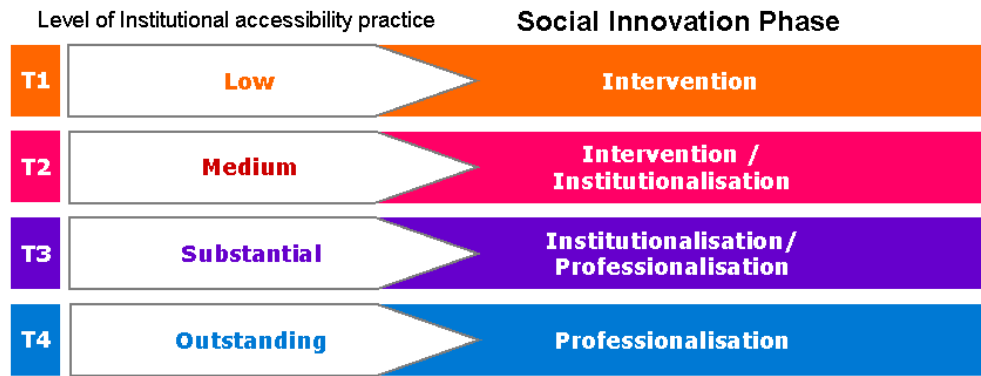 Level of Institutional accessibility practice
Social Innovation Phase
T1
Low
Intervention
T2
Medium
Intervention /
Institutionalisation
T3
Substantial
Institutionalisation/
Professionalisation
T4
Outstanding
Professionalisation